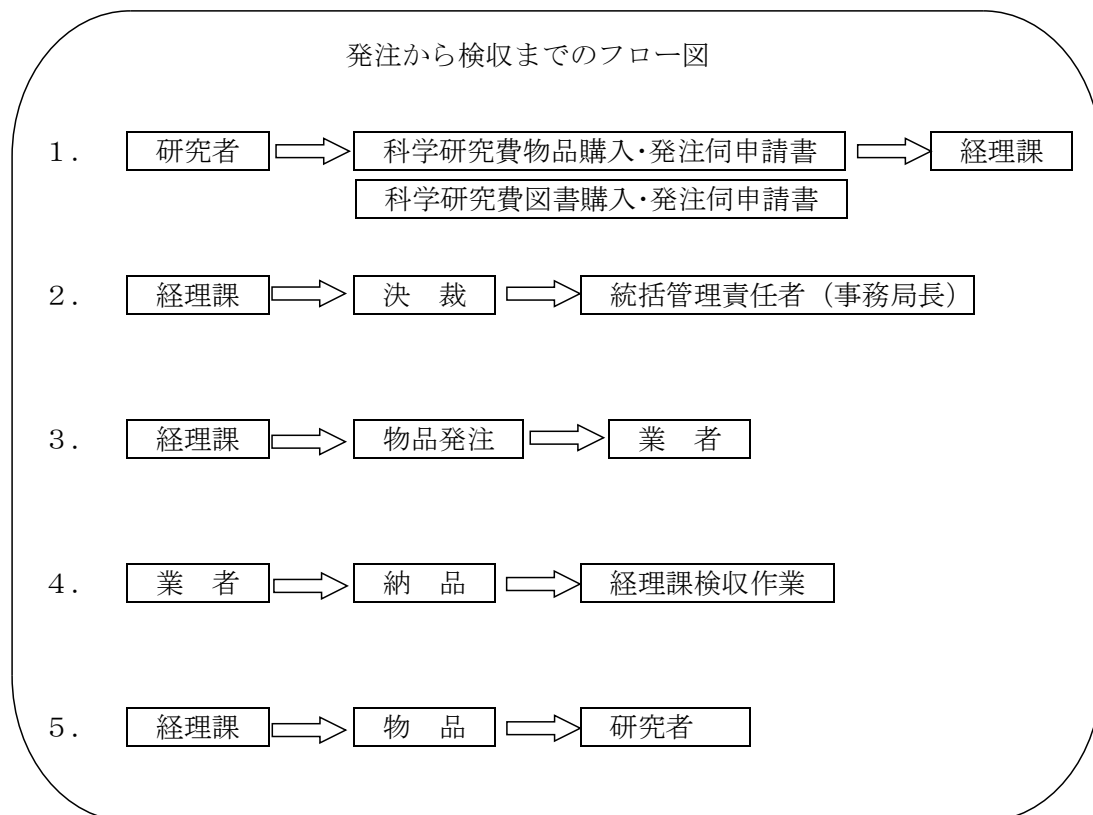 発注から検収までのフロー図
１． 研究者 科学研究費物品購入・発注伺申請書 経理課
科学研究費図書購入・発注伺申請書
２． 経理課 決　裁 統括管理責任者（事務局長）
３． 経理課 物品発注 業　者
４． 業　者 納　品 経理課検収作業
５． 経理課 物　品 研究者